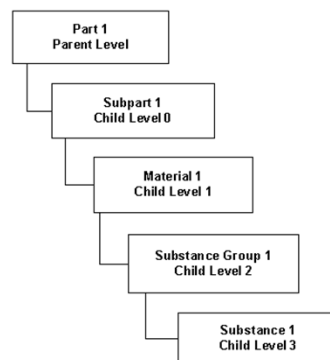 Part 1
Parent Level
Subpart 1
Child Level 0
Material 1
Child Level 1
Substance Group 1
Child Level 2
Substance 1
Child Level 3